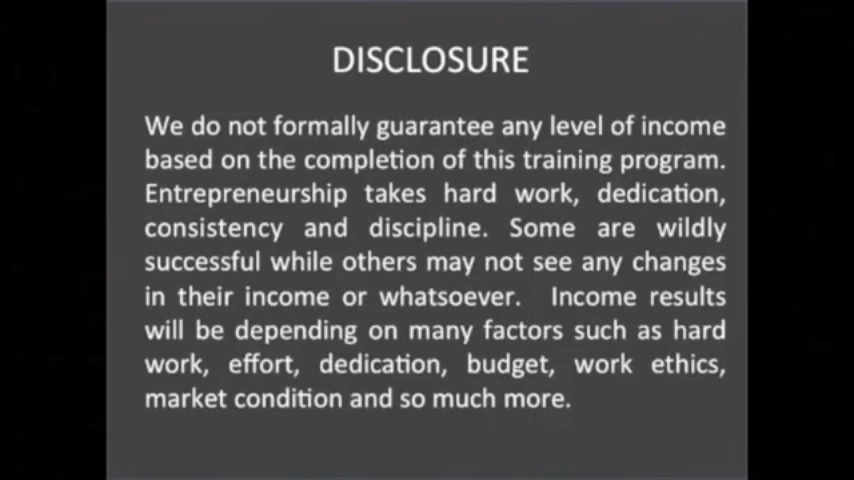 DISCLOSURE
We do not formally guarantee any level of income
based on the completion of this training program.
Entrepreneurship takes hard work, dedication,
consistency and discipline. Some are wildly
successful while others may not see any changes
in their income or whatsoever. Income results
will be depending on many factors such as hard
work, effort, dedication, budget, work ethics,
market condition and so much more.